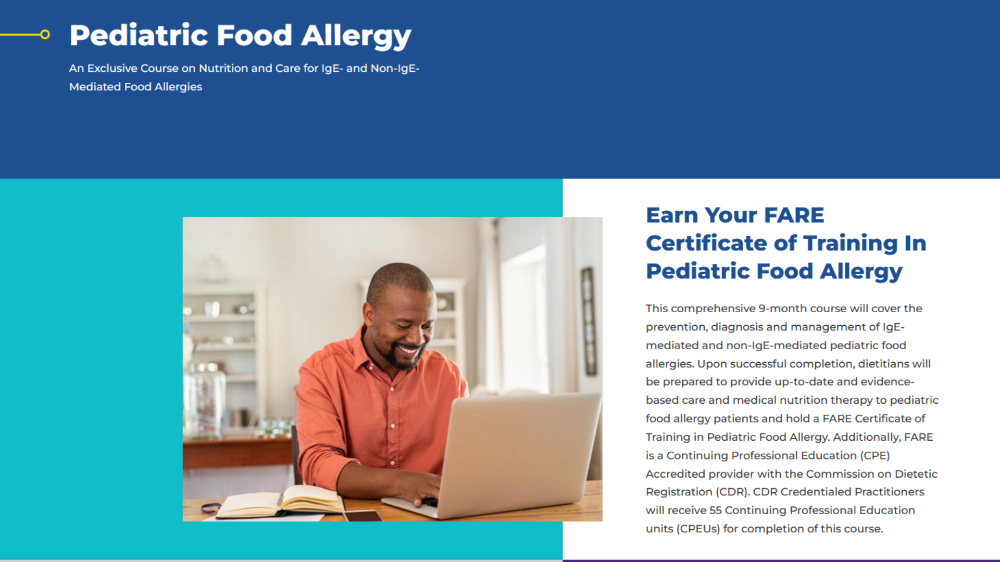 Pediatric Food Allergy
An Exclusive Course on Nutrition and Care for IgE- and Non-IgE-
Mediated Food Allergies
Earn Your FARE
Certificate of Training In
Pediatric Food Allergy
This comprehensive 9-month course will cover the
prevention, diagnosis and management of IgE-
mediated and non-IgE-mediated pediatric food
allergies. Upon successful completion, dietitians will
be prepared to provide up-to-date and evidence-
based care and medical nutrition therapy to pediatric
food allergy patients and hold a FARE Certificate of
Training in Pediatric Food Allergy. Additionally, FARE
is a Continuing Professional Education (CPE)
Accredited provider with the Commission on Dietetic
Registration (CDR). CDR Credentialed Practitioners
will receive 55 Continuing Professional Education
units (CPEUs) for completion of this course.